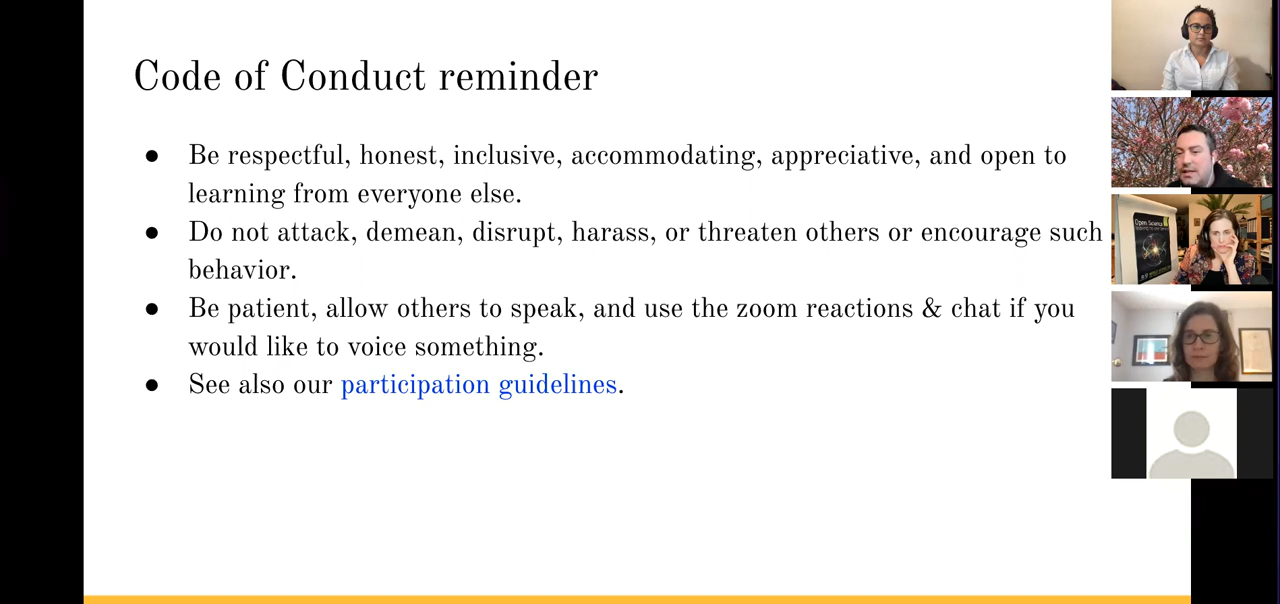 Code of Conduct reminder
● Be respectful, honest, inclusive, accommodating, appreciative, and open to
learning from everyone else.
● Do not attack, demean, disrupt, harass, or threaten others or encourage such
behavior.
● Be patient, allow others to speak, and use the zoom reactions & chat if you
would like to voice something.
● See also our participation guidelines.
Open Science